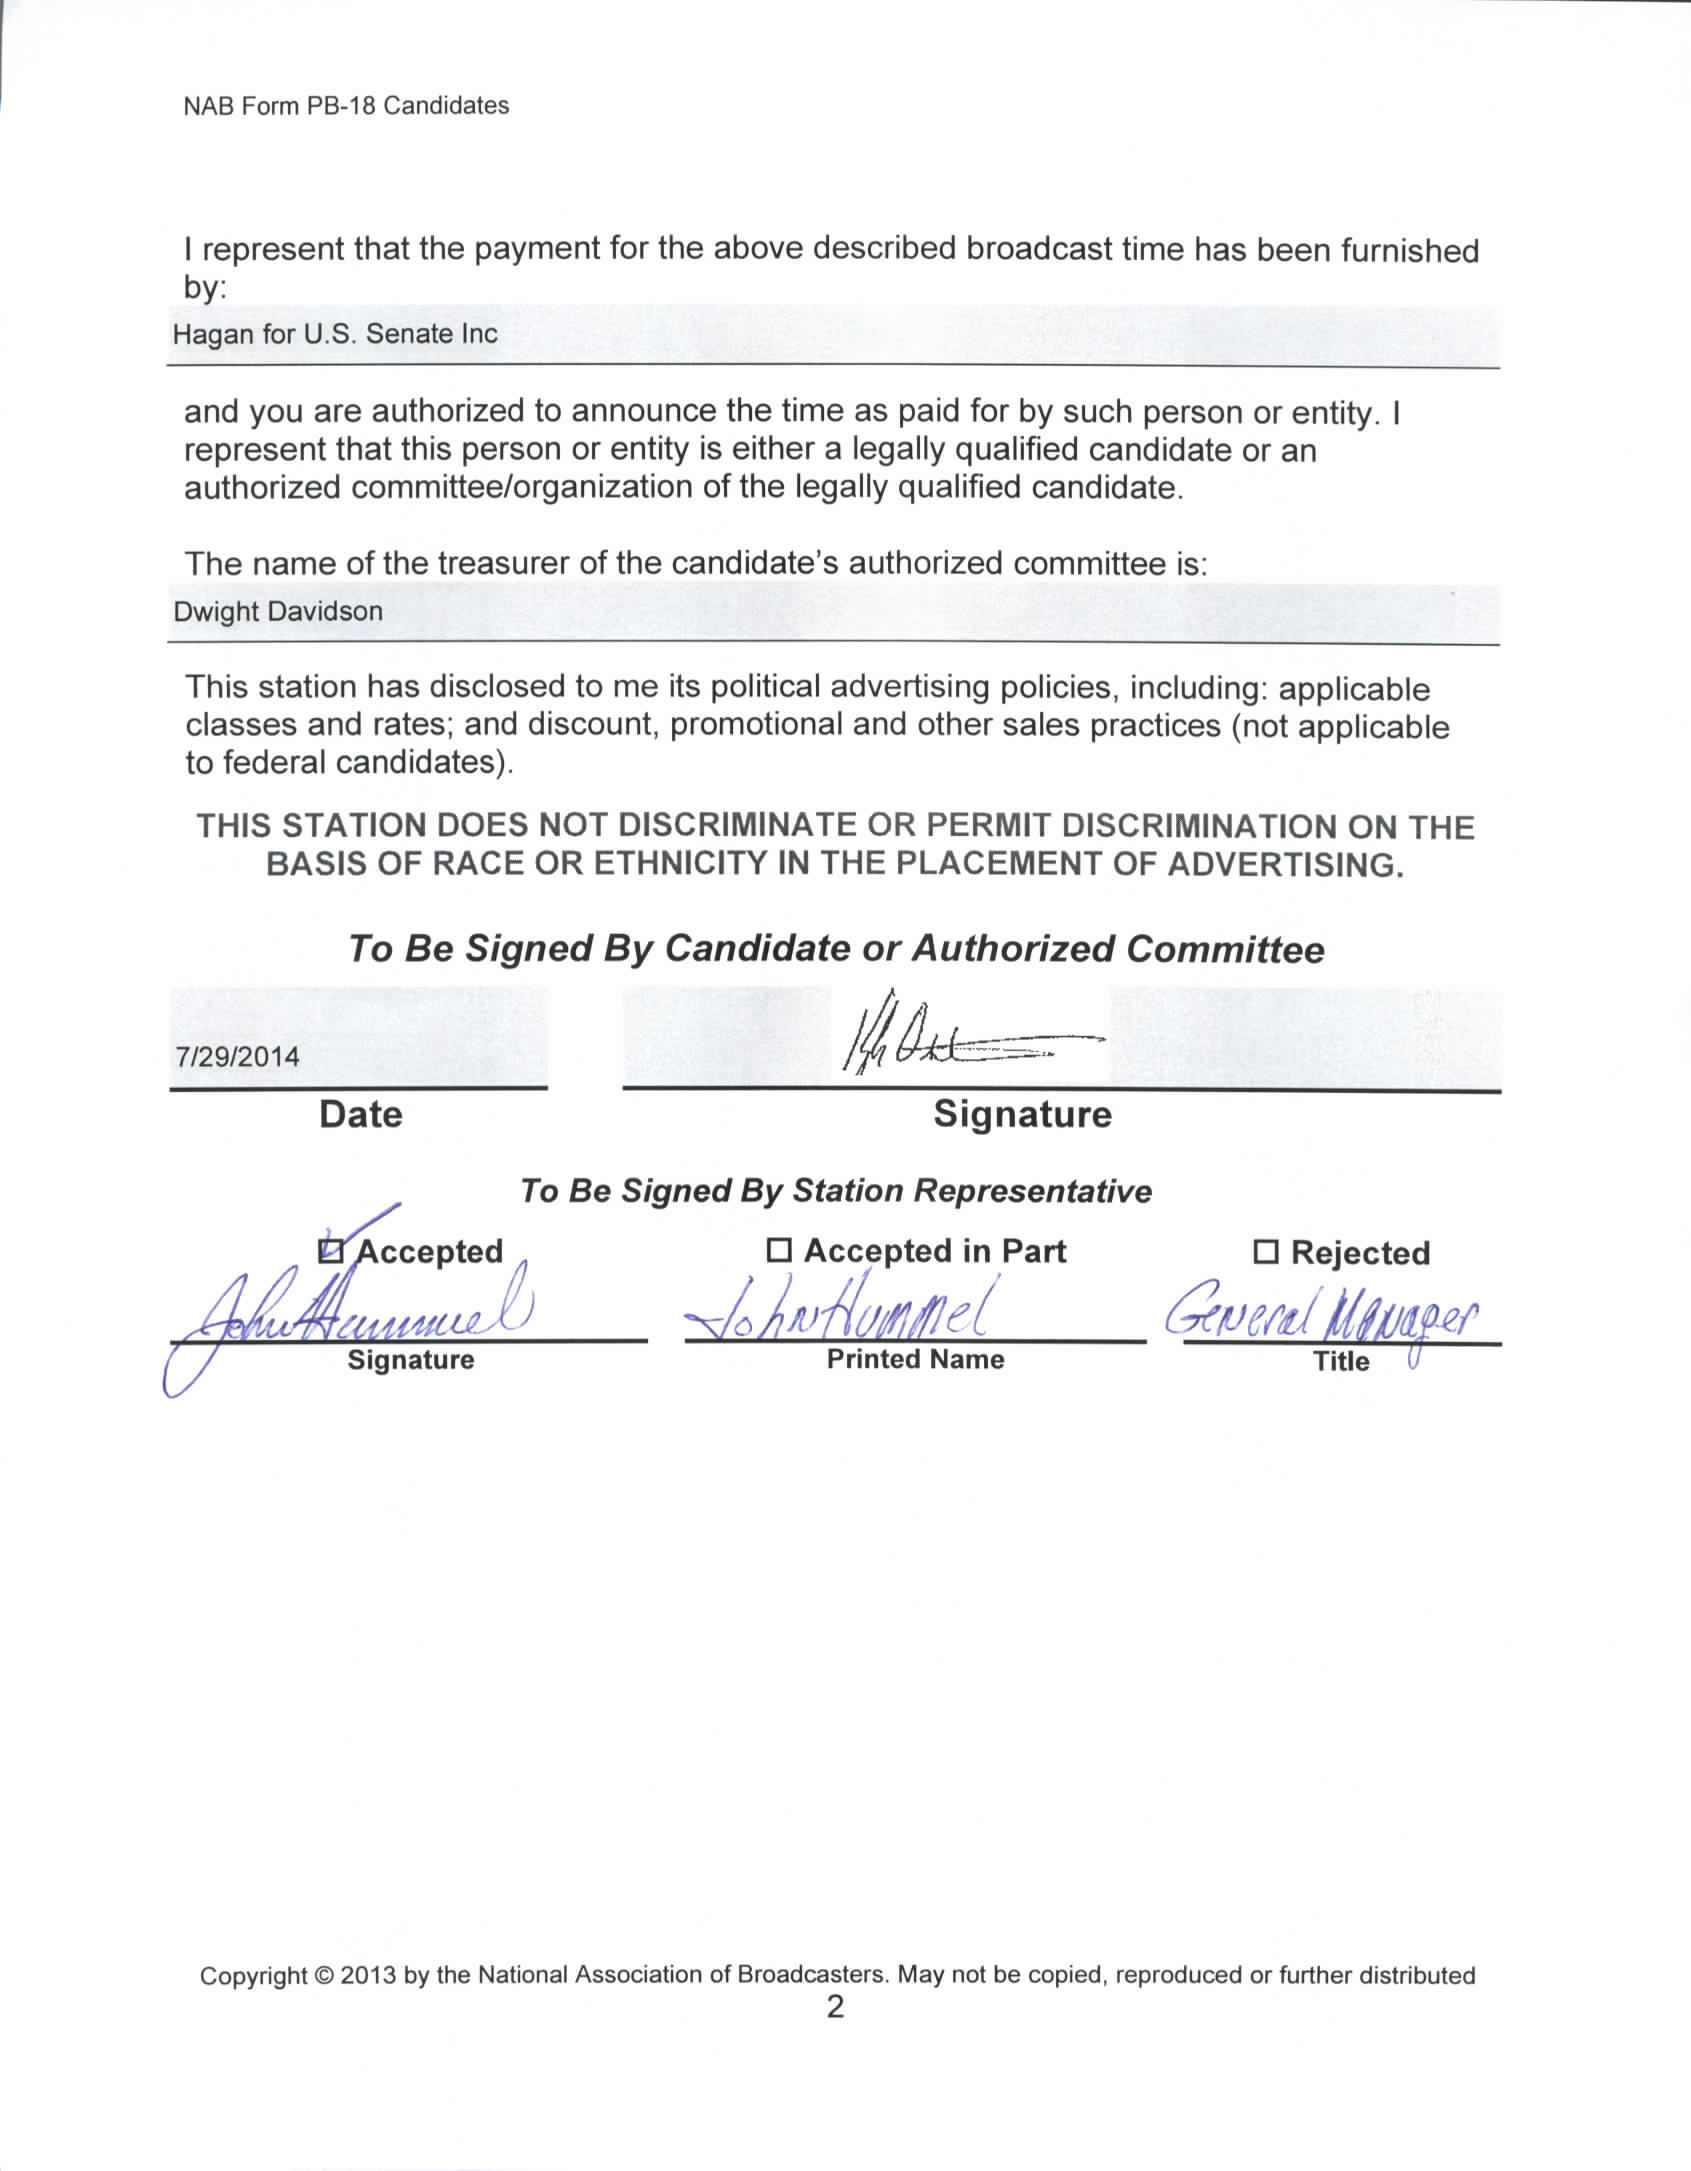 NAB Form PB-18 Candidates
I represent that the payment for the above described broadcast time has been furnished
by:
Hagan for U.S. Senate Inc
and you are authorized to announce the time as paid for by such person or entity. I
represent that this person or entity is either a legally qualified candidate or an
authorized committee/organization of the legally qualified candidate.
The name of the treasurer of the candidate's authorized committee is:
Dwight Davidson
This station has disclosed to me its political advertising policies, including: applicable
classes and rates; and discount, promotional and other sales practices (not applicable
to federal candidates).
THIS STATION DOES NOT DISCRIMINATE OR PERMIT DISCRIMINATION ON THE
BASIS OF RACE OR ETHNICITY IN THE PLACEMENT OF ADVERTISING.
To Be Signed By Candidate or Authorized Committee
7/29/2014
Date Signature
To Be Signed By Station Representative
☑ Accepted ☐ Accepted in Part ☐ Rejected
John Hummel John Hummel General Manager
Signature Printed Name Title
Copyright © 2013 by the National Association of Broadcasters. May not be copied, reproduced or further distributed
2